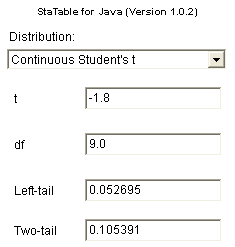 StaTable for Java (Version 1.0.2)
Distribution:
Continuous Student's t
t -1.8
df 9.0
Left-tail 0.052695
Two-tail 0.105391